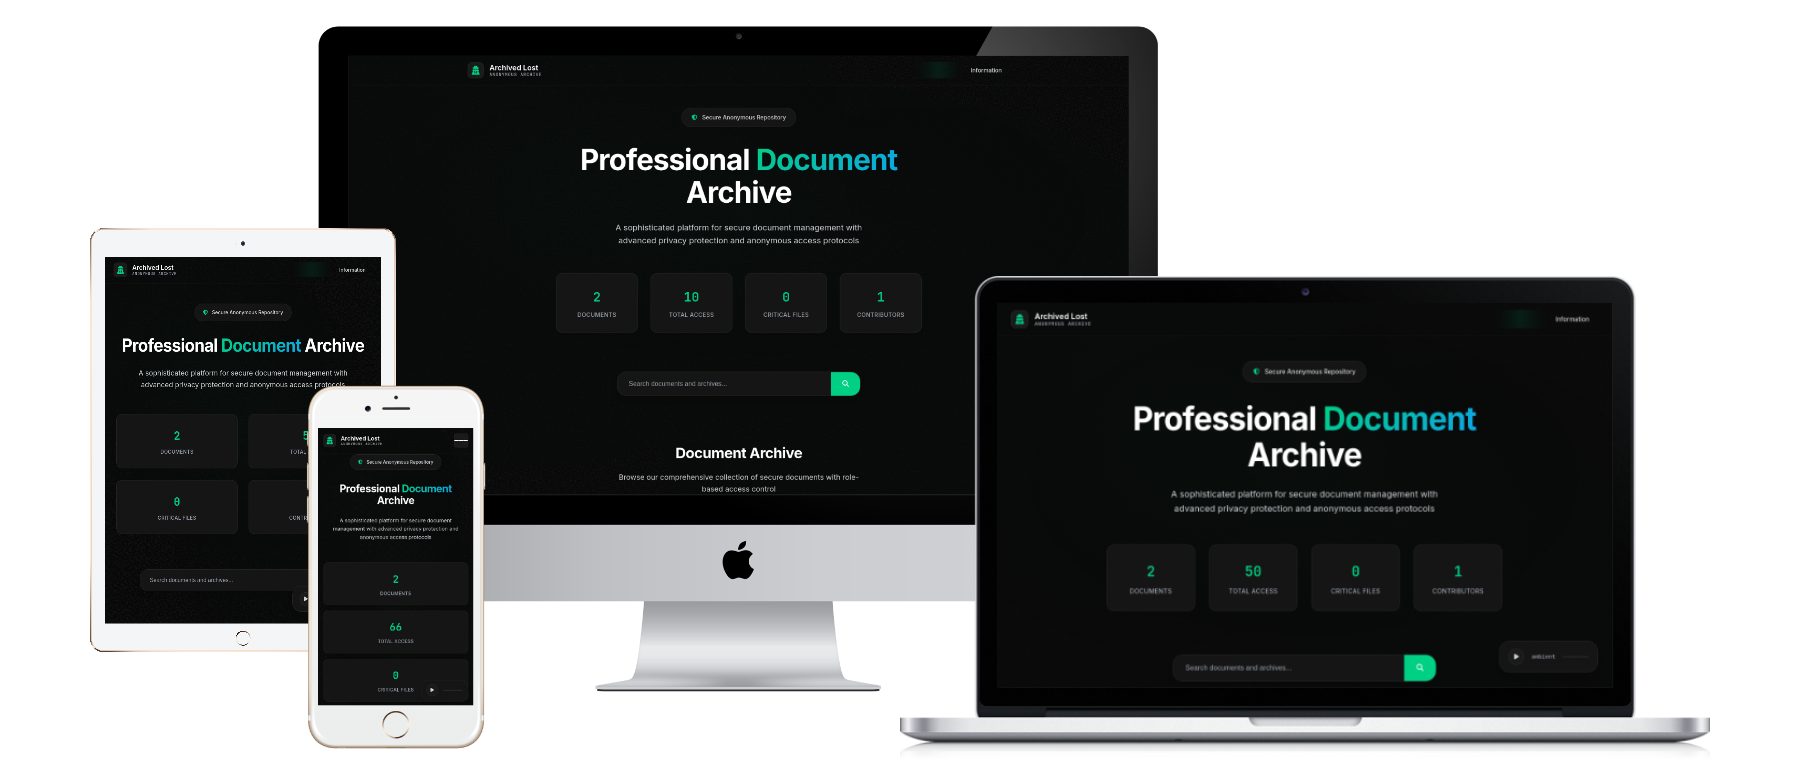 Archived Lost
ANONYMOUS ARCHIVE
Information
Secure Anonymous Repository
Professional Document
Archive
A sophisticated platform for secure document management with
advanced privacy protection and anonymous access protocols
2
DOCUMENTS
10
TOTAL ACCESS
0
CRITICAL FILES
1
CONTRIBUTORS
Search documents and archives...
Document Archive
Browse our comprehensive collection of secure documents with role-
based access control
Archived Lost
ANONYMOUS ARCHIVE
Information
Secure Anonymous Repository
Professional Document Archive
A sophisticated platform for secure document management with
advanced privacy protection and anonymous access protocols
2
DOCUMENTS
5
TOTAL
0
CRITICAL FILES
CONTR
Search documents and archives...
Archived Lost
ANONYMOUS ARCHIVE
Secure Anonymous Repository
Professional Document
Archive
A sophisticated platform for secure document
management with advanced privacy protection and
anonymous access protocols
2
DOCUMENTS
66
TOTAL ACCESS
0
CRITICAL FILES
Archived Lost
ANONYMOUS ARCHIVE
Information
Secure Anonymous Repository
Professional Document
Archive
A sophisticated platform for secure document management with
advanced privacy protection and anonymous access protocols
2
DOCUMENTS
50
TOTAL ACCESS
0
CRITICAL FILES
1
CONTRIBUTORS
Search documents and archives...
ambient